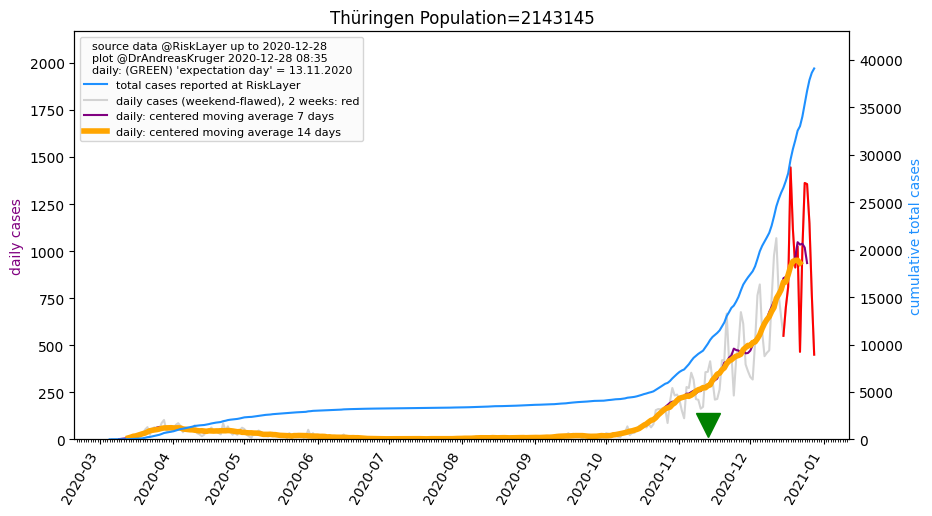 Thüringen Population=2143145
source data @RiskLayer up to 2020-12-28
plot @DrAndreasKruger 2020-12-28 08:35
daily: (GREEN) 'expectation day' = 13.11.2020
total cases reported at RiskLayer
daily cases (weekend-flawed), 2 weeks: red
daily: centered moving average 7 days
daily: centered moving average 14 days
daily cases
2000
1750
1500
1250
1000
750
500
250
0
cumulative total cases
40000
35000
30000
25000
20000
15000
10000
5000
0
2020-03
2020-04
2020-05
2020-06
2020-07
2020-08
2020-09
2020-10
2020-11
2020-12
2021-01